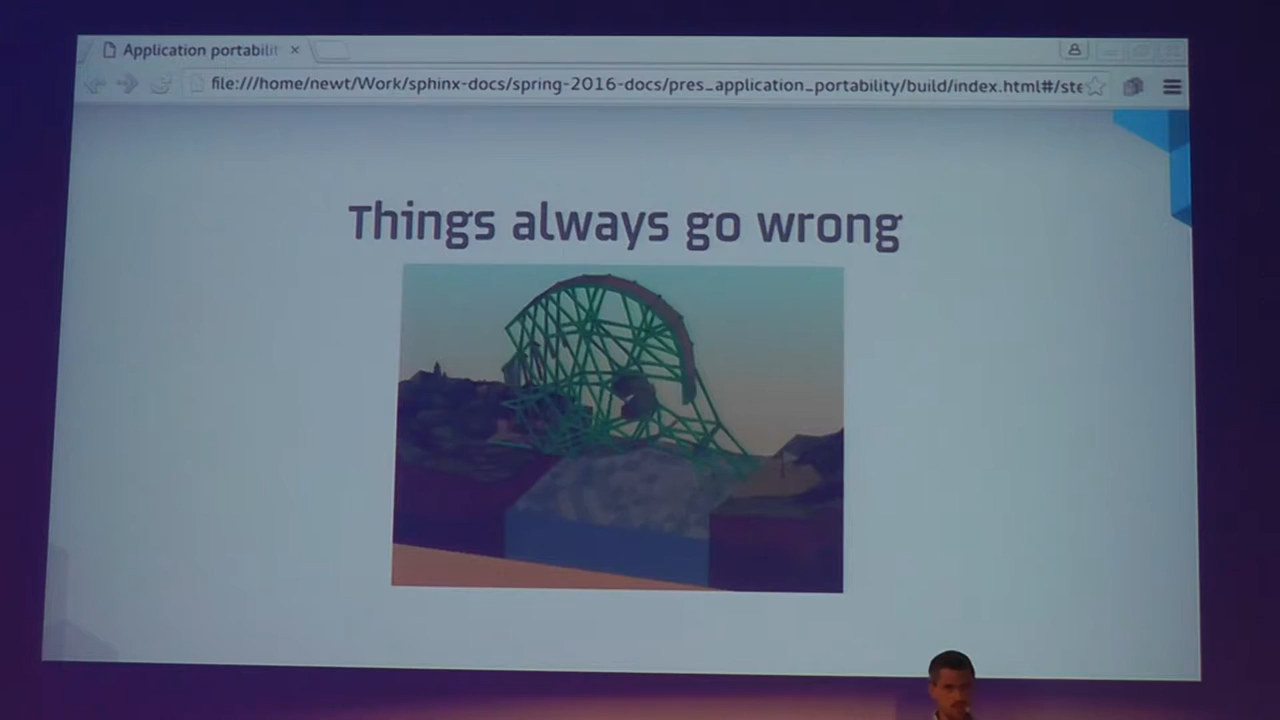 Application portabilit
file:///home/newt/Work/sphinx-docs/spring-2016-docs/pres_application_portability/build/index.html#/ste
Things always go wrong